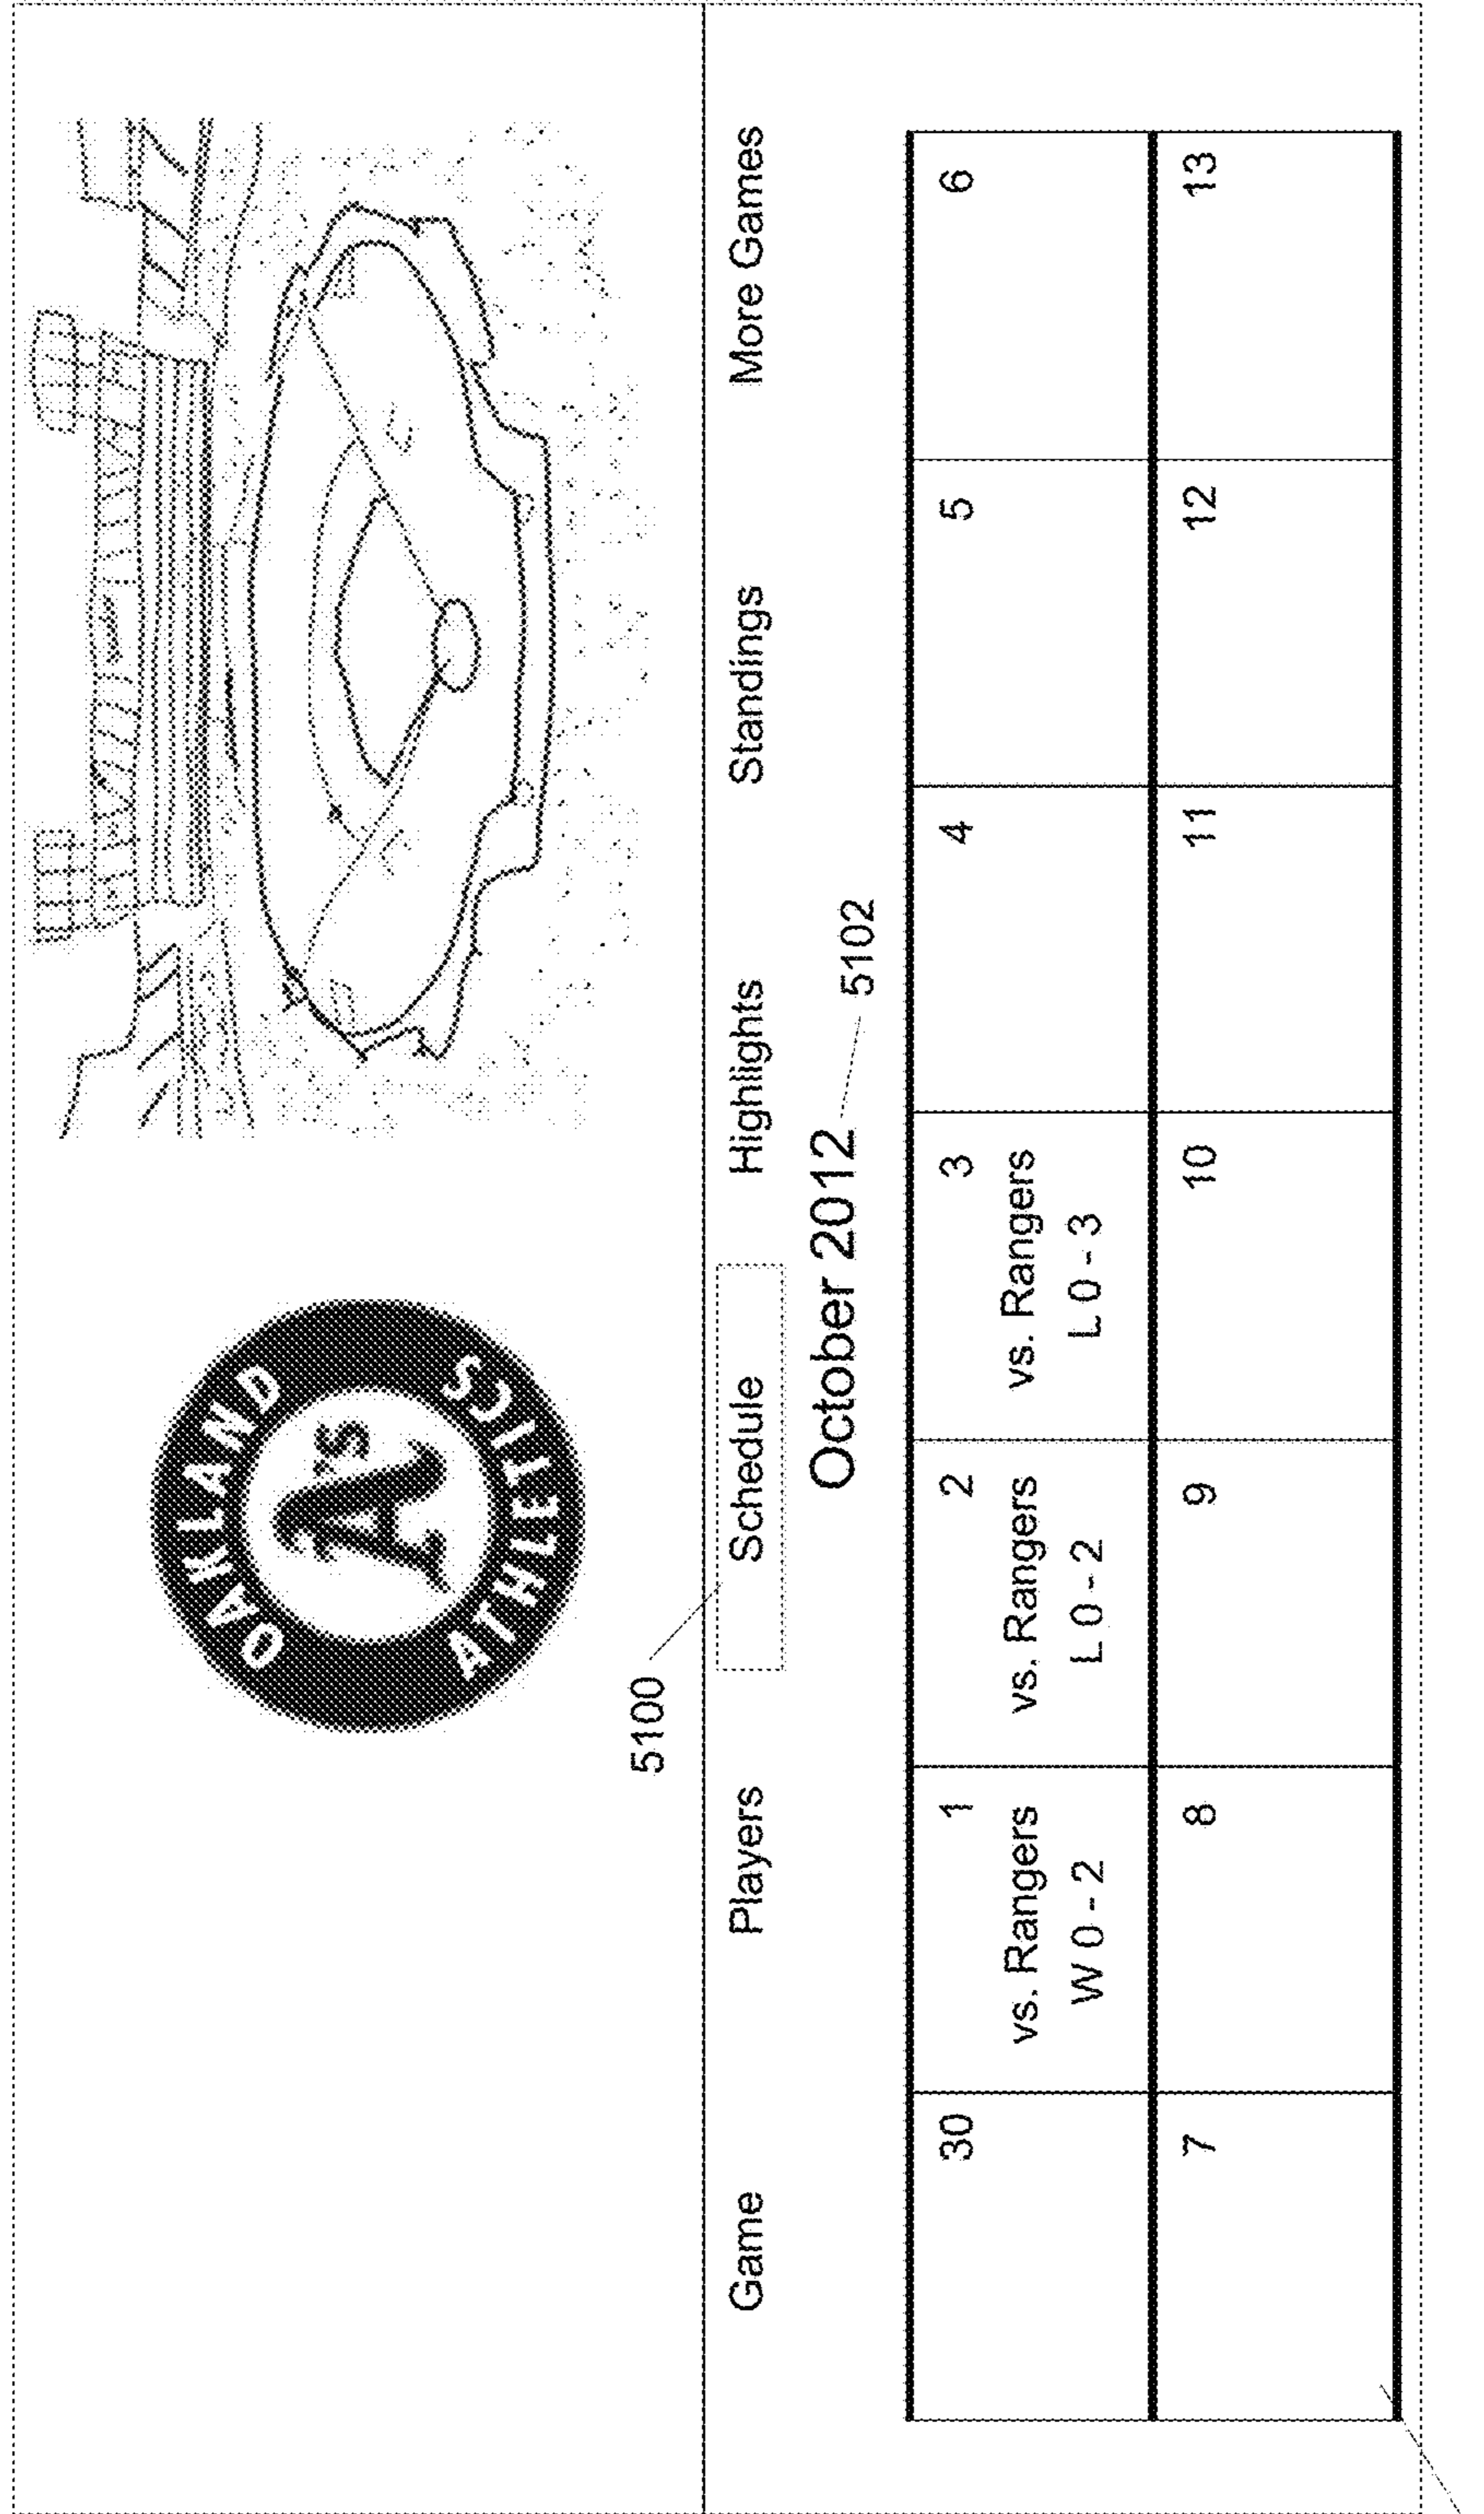 OAKLAND
A's
ATHLETICS
5100
Game Players Schedule Highlights Standings More Games
October 2012 5102
30 1 2 3 4 5 6
vs. Rangers vs. Rangers vs. Rangers
W 0 - 2 L 0 - 2 L 0 - 3
7 8 9 10 11 12 13